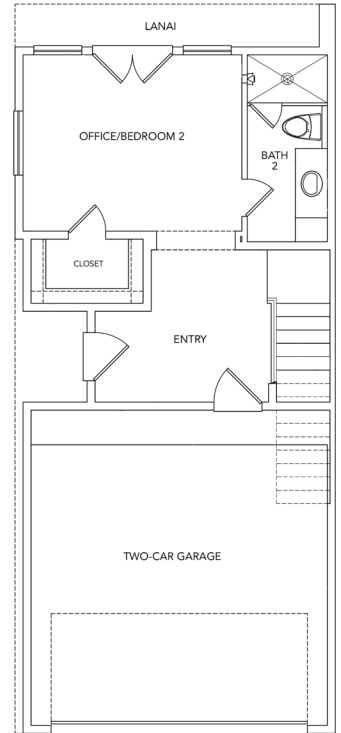 LANAI
OFFICE/BEDROOM 2
BATH
2
CLOSET
ENTRY
TWO-CAR GARAGE